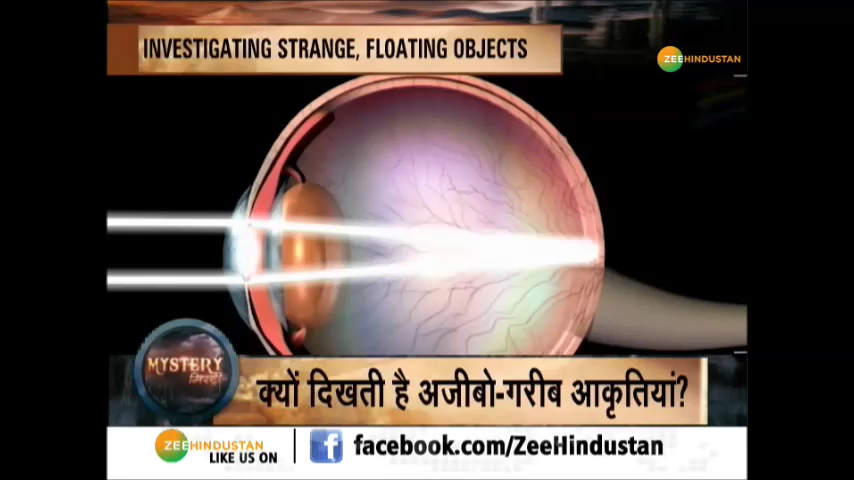 INVESTIGATING STRANGE, FLOATING OBJECTS
ZEEHINDUSTAN
MYSTERY
मिस्ट्री
क्यों दिखती है अजीबो-गरीब आकृतियां?
ZEEHINDUSTAN
LIKE US ON
facebook.com/ZeeHindustan